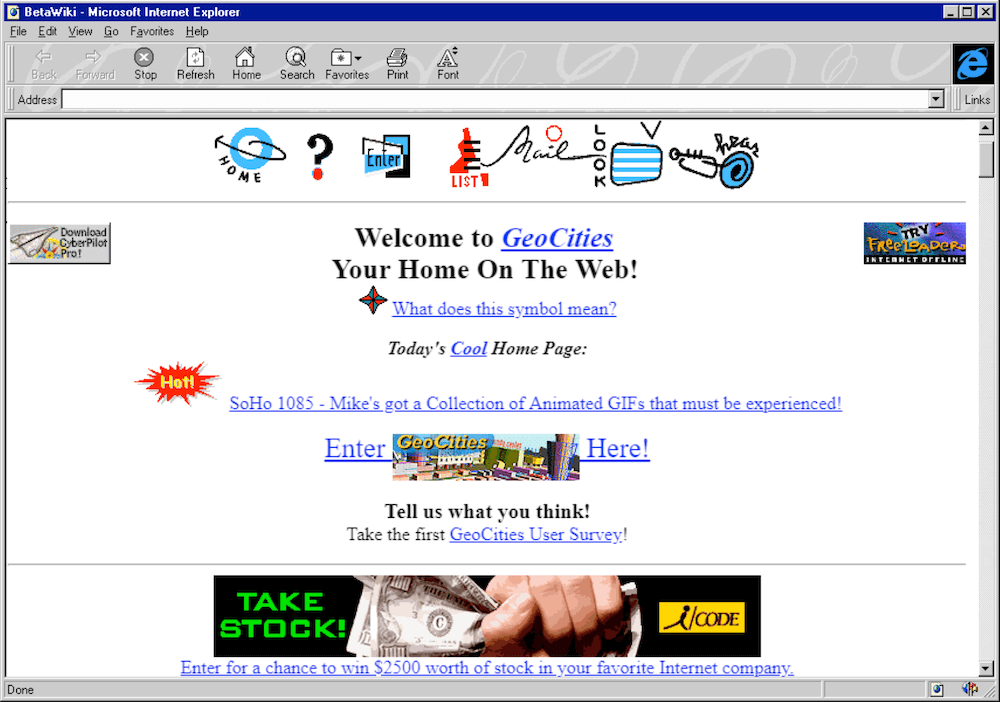 BetaWiki - Microsoft Internet Explorer
File Edit View Go Favorites Help
Back Forward Stop Refresh Home Search Favorites Print Font
Address Links
HOME ? Enter LIST! Mail LOOK hear
Download
CyberPilot
Pro!
Welcome to GeoCities
TRY
FREELOADER
INTERNET OFFLINE
Your Home On The Web!
What does this symbol mean?
Today's Cool Home Page:
Hot!
SoHo 1085 - Mike's got a Collection of Animated GIFs that must be experienced!
Enter GeoCities Here!
Tell us what you think!
Take the first GeoCities User Survey!
TAKE
STOCK!
i/CODE
Enter for a chance to win $2500 worth of stock in your favorite Internet company.
Done